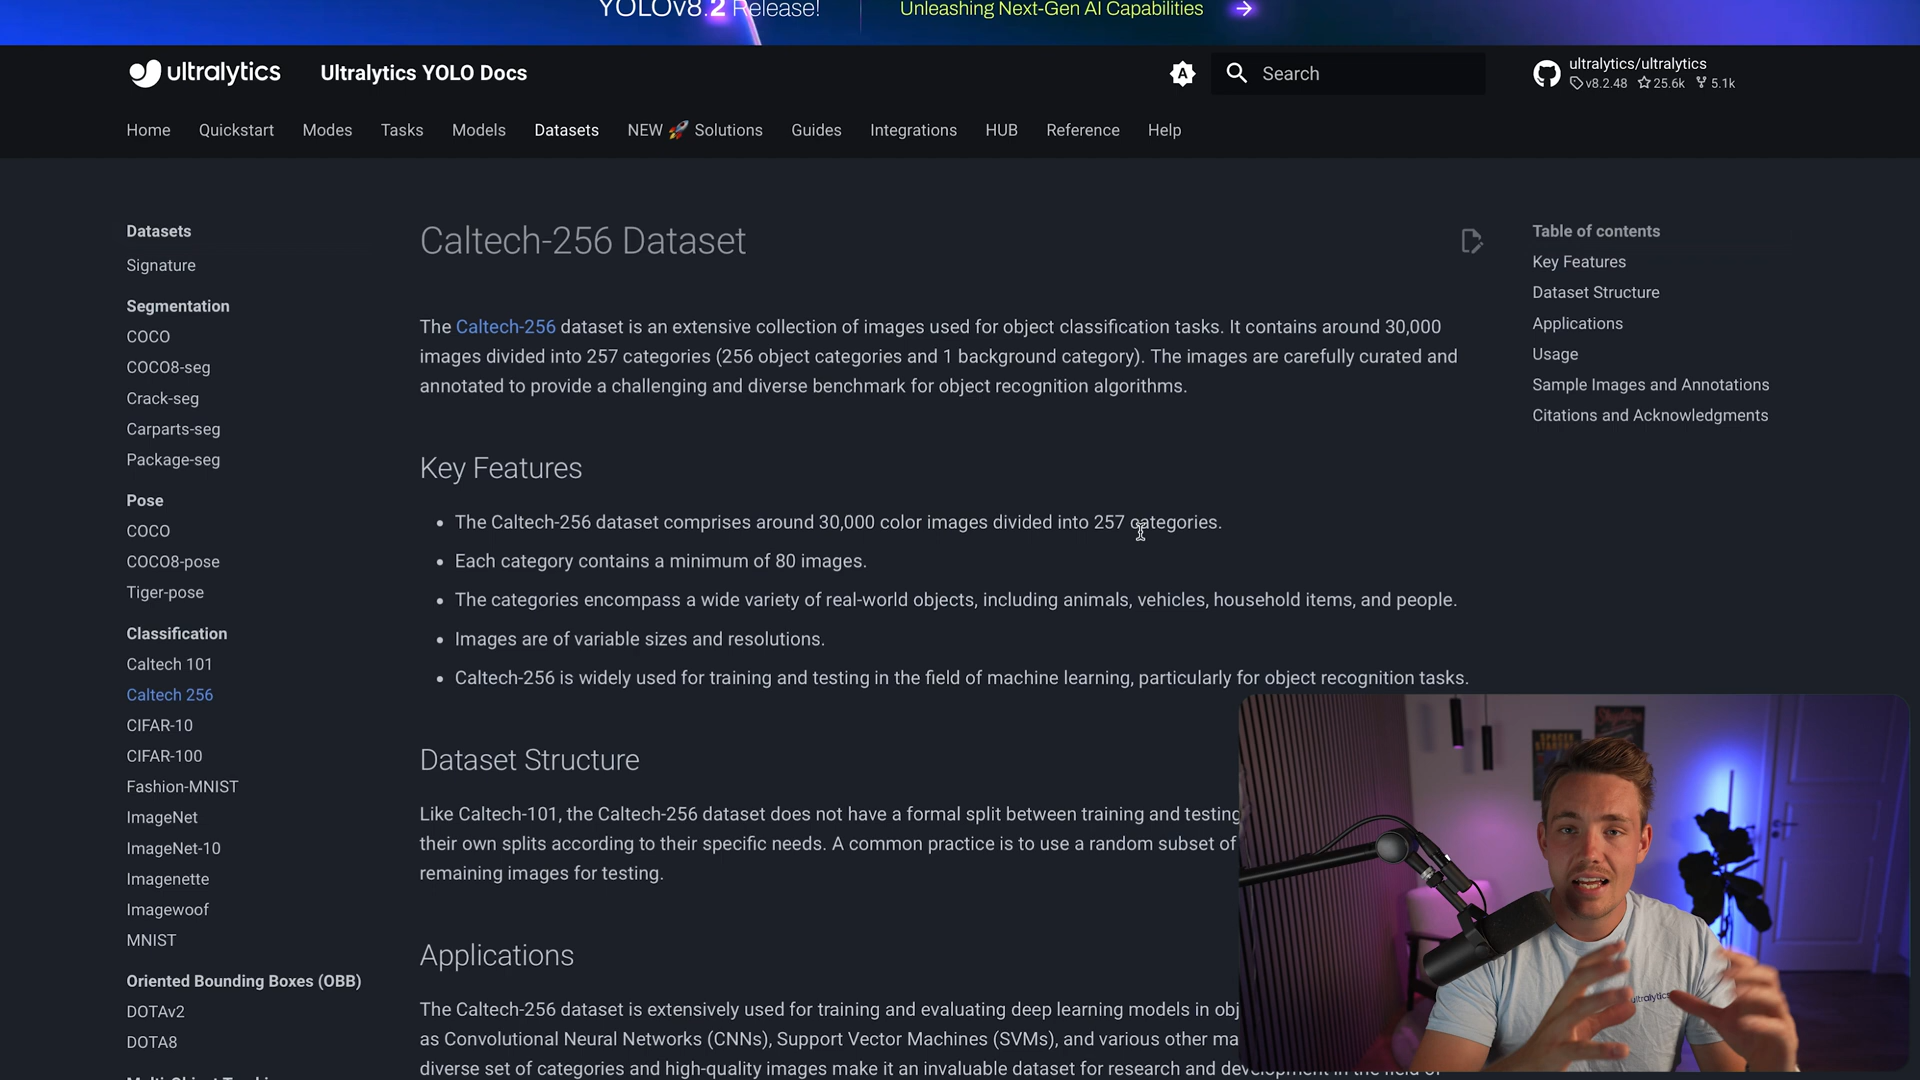 YOLOv8.2 Release!
Unleashing Next-Gen AI Capabilities
ultralytics
Ultralytics YOLO Docs
Search
ultralytics/ultralytics
v8.2.48 25.6k 5.1k
Home Quickstart Modes Tasks Models Datasets NEW 🚀 Solutions Guides Integrations HUB Reference Help
Datasets
Signature
Segmentation
COCO
COCO8-seg
Crack-seg
Carparts-seg
Package-seg
Pose
COCO
COCO8-pose
Tiger-pose
Classification
Caltech 101
Caltech 256
CIFAR-10
CIFAR-100
Fashion-MNIST
ImageNet
ImageNet-10
Imagenette
Imagewoof
MNIST
Oriented Bounding Boxes (OBB)
DOTAv2
DOTA8
Caltech-256 Dataset
The Caltech-256 dataset is an extensive collection of images used for object classification tasks. It contains around 30,000
images divided into 257 categories (256 object categories and 1 background category). The images are carefully curated and
annotated to provide a challenging and diverse benchmark for object recognition algorithms.
Key Features
The Caltech-256 dataset comprises around 30,000 color images divided into 257 categories.
Each category contains a minimum of 80 images.
The categories encompass a wide variety of real-world objects, including animals, vehicles, household items, and people.
Images are of variable sizes and resolutions.
Caltech-256 is widely used for training and testing in the field of machine learning, particularly for object recognition tasks.
Dataset Structure
Like Caltech-101, the Caltech-256 dataset does not have a formal split between training and testing
their own splits according to their specific needs. A common practice is to use a random subset of
remaining images for testing.
Applications
The Caltech-256 dataset is extensively used for training and evaluating deep learning models in obj
as Convolutional Neural Networks (CNNs), Support Vector Machines (SVMs), and various other ma
diverse set of categories and high-quality images make it an invaluable dataset for research and development in the field of
Table of contents
Key Features
Dataset Structure
Applications
Usage
Sample Images and Annotations
Citations and Acknowledgments
ultralytics